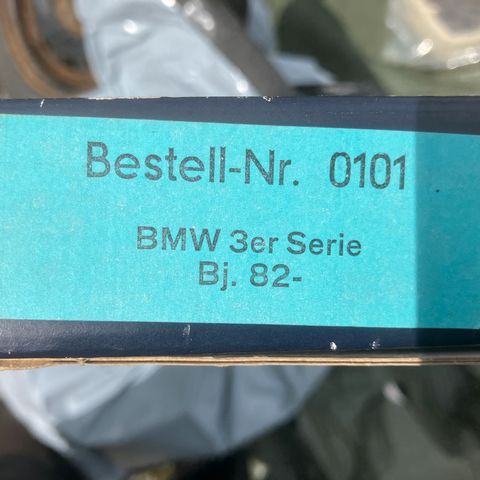 Bestell-Nr. 0101
BMW 3er Serie
Bj. 82-